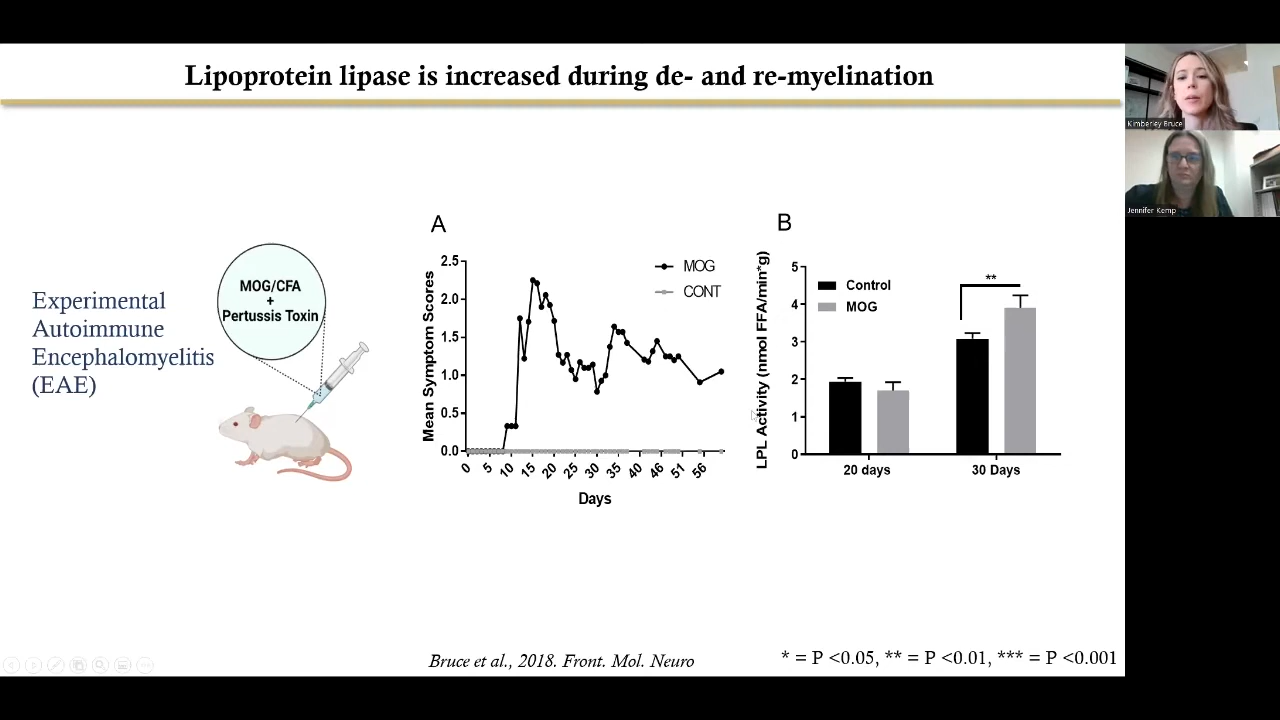 Lipoprotein lipase is increased during de- and re-myelination
Kimberley Bruce
Jennifer Kemp
Experimental
Autoimmune
Encephalomyelitis
(EAE)
MOG/CFA
+
Pertussis Toxin
A
Mean Symptom Scores
2.5
2.0
1.5
1.0
0.5
0.0
MOG
CONT
0
5
10
15
20
25
30
35
40
46
51
56
Days
B
LPL Activity (nmol FFA/min*g)
5
4
3
2
1
0
Control
MOG
**
20 days
30 Days
Bruce et al., 2018. Front. Mol. Neuro
* = P <0.05, ** = P <0.01, *** = P <0.001